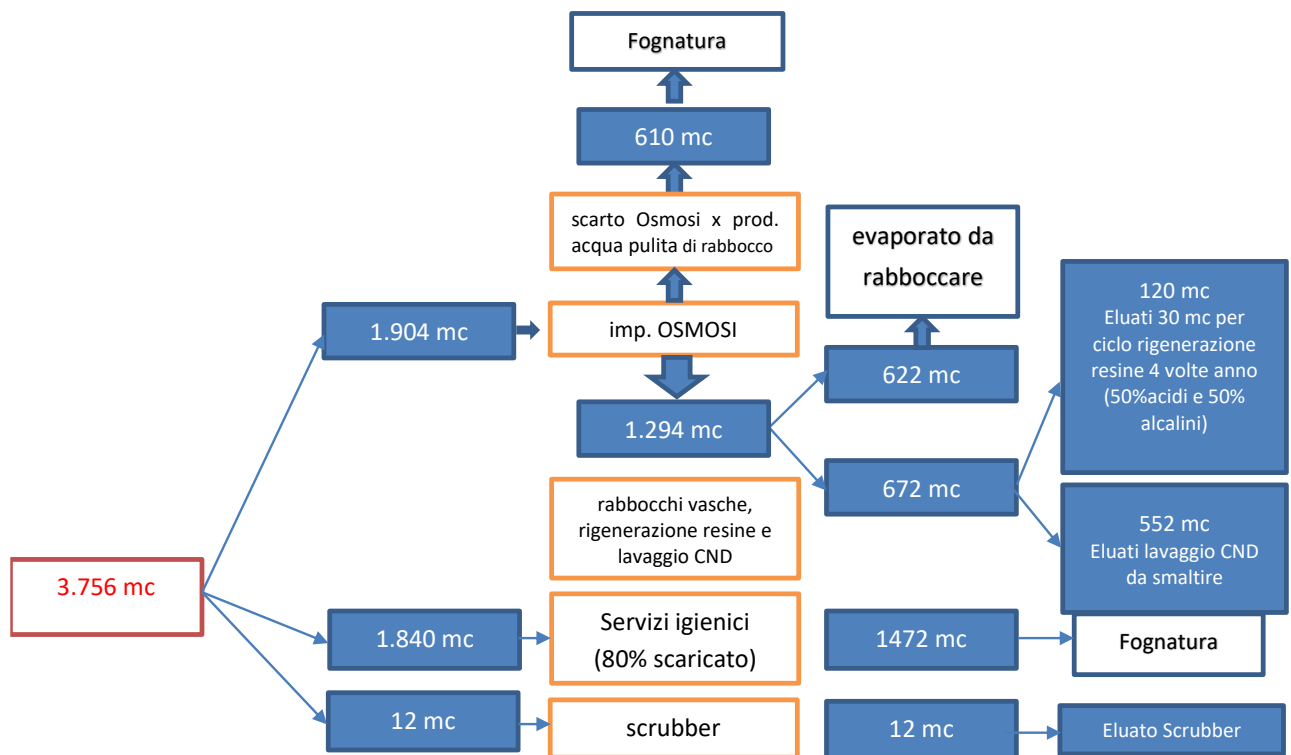 Fognatura
610 mc
scarto Osmosi x prod.
acqua pulita di rabbocco
evaporato da
rabboccare
1.904 mc
imp. OSMOSI
120 mc
Eluati 30 mc per
ciclo rigenerazione
resine 4 volte anno
(50%acidi e 50%
alcalini)
622 mc
1.294 mc
672 mc
rabbocchi vasche,
rigenerazione resine e
lavaggio CND
552 mc
Eluati lavaggio CND
da smaltire
3.756 mc
1.840 mc
Servizi igienici
(80% scaricato)
1472 mc
Fognatura
12 mc
scrubber
12 mc
Eluato Scrubber